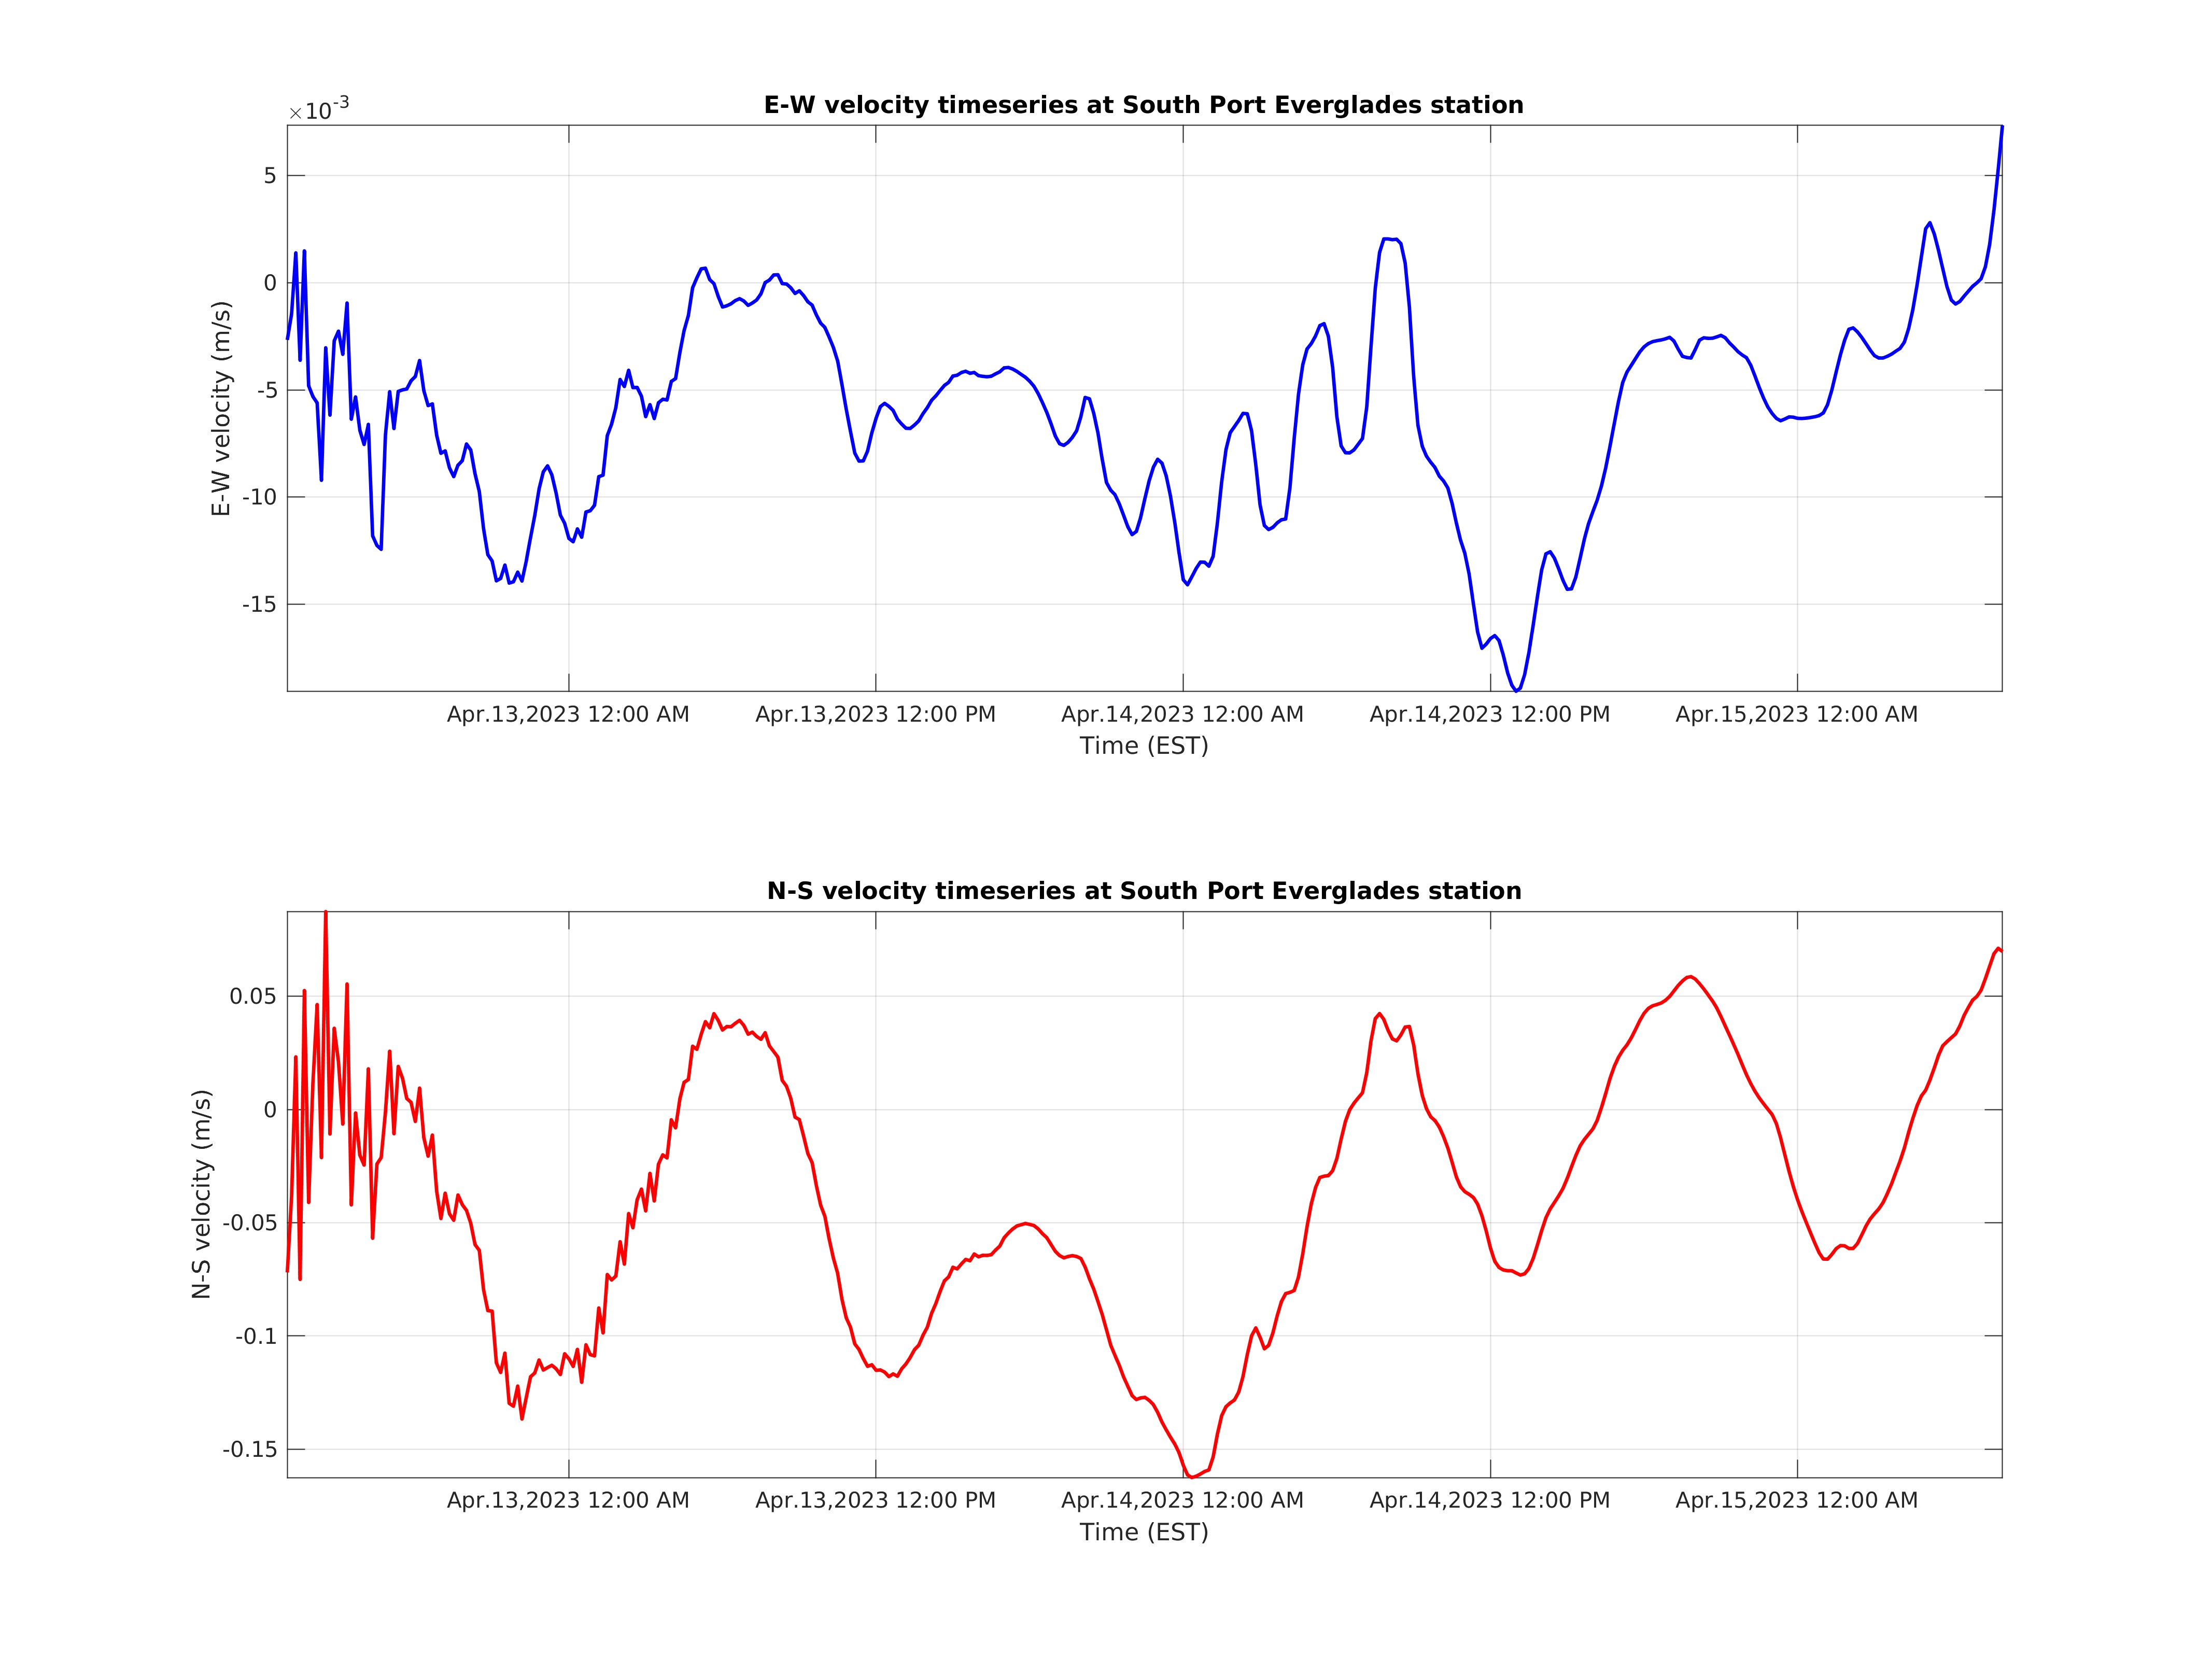 ×10-3
E-W velocity timeseries at South Port Everglades station
5
0
-5
-10
-15
E-W velocity (m/s)
Apr.13,2023 12:00 AM Apr.13,2023 12:00 PM Apr.14,2023 12:00 AM Apr.14,2023 12:00 PM Apr.15,2023 12:00 AM
Time (EST)
N-S velocity timeseries at South Port Everglades station
0.05
0
-0.05
-0.1
-0.15
N-S velocity (m/s)
Apr.13,2023 12:00 AM Apr.13,2023 12:00 PM Apr.14,2023 12:00 AM Apr.14,2023 12:00 PM Apr.15,2023 12:00 AM
Time (EST)